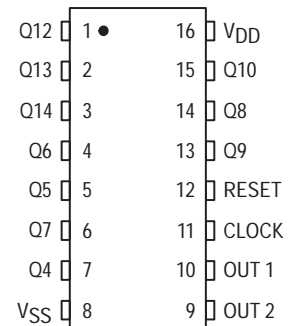 Q12 1 16 VDD
Q13 2 15 Q10
Q14 3 14 Q8
Q6 4 13 Q9
Q5 5 12 RESET
Q7 6 11 CLOCK
Q4 7 10 OUT 1
VSS 8 9 OUT 2